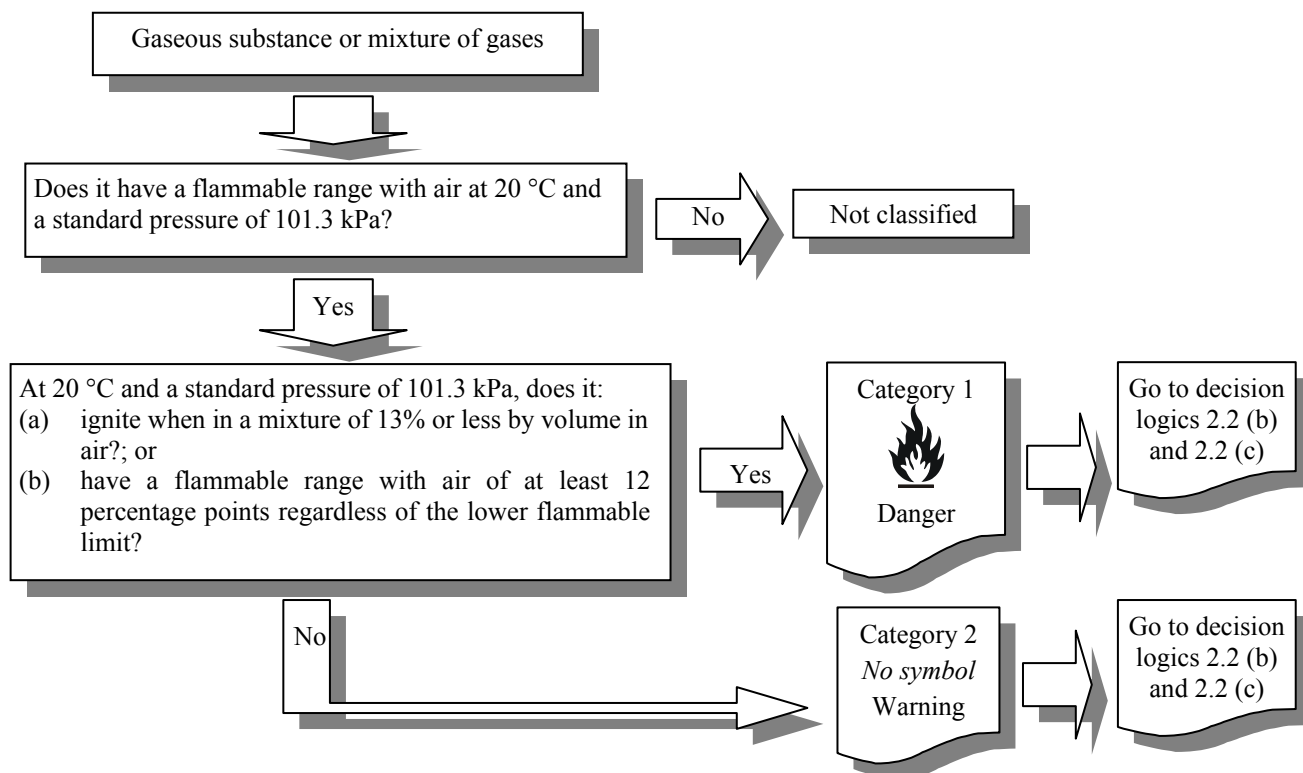 Gaseous substance or mixture of gases
Does it have a flammable range with air at 20 °C and
a standard pressure of 101.3 kPa?
No
Not classified
Yes
At 20 °C and a standard pressure of 101.3 kPa, does it:
(a) ignite when in a mixture of 13% or less by volume in
air?; or
(b) have a flammable range with air of at least 12
percentage points regardless of the lower flammable
limit?
Yes
Category 1
Danger
Go to decision
logics 2.2 (b)
and 2.2 (c)
No
Category 2
No symbol
Warning
Go to decision
logics 2.2 (b)
and 2.2 (c)